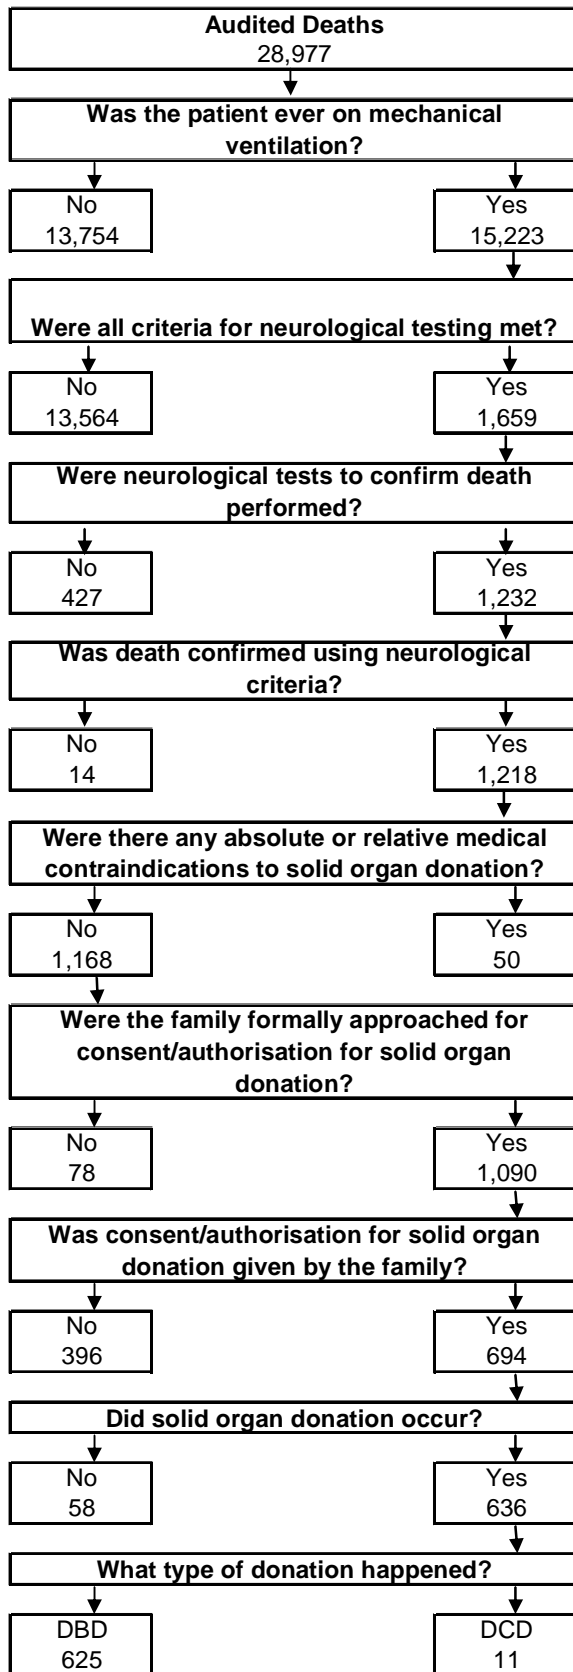 Audited Deaths
28,977
Was the patient ever on mechanical
ventilation?
No
13,754
Yes
15,223
Were all criteria for neurological testing met?
No
13,564
Yes
1,659
Were neurological tests to confirm death
performed?
No
427
Yes
1,232
Was death confirmed using neurological
criteria?
No
14
Yes
1,218
Were there any absolute or relative medical
contraindications to solid organ donation?
No
1,168
Yes
50
Were the family formally approached for
consent/authorisation for solid organ
donation?
No
78
Yes
1,090
Was consent/authorisation for solid organ
donation given by the family?
No
396
Yes
694
Did solid organ donation occur?
No
58
Yes
636
What type of donation happened?
DBD
625
DCD
11